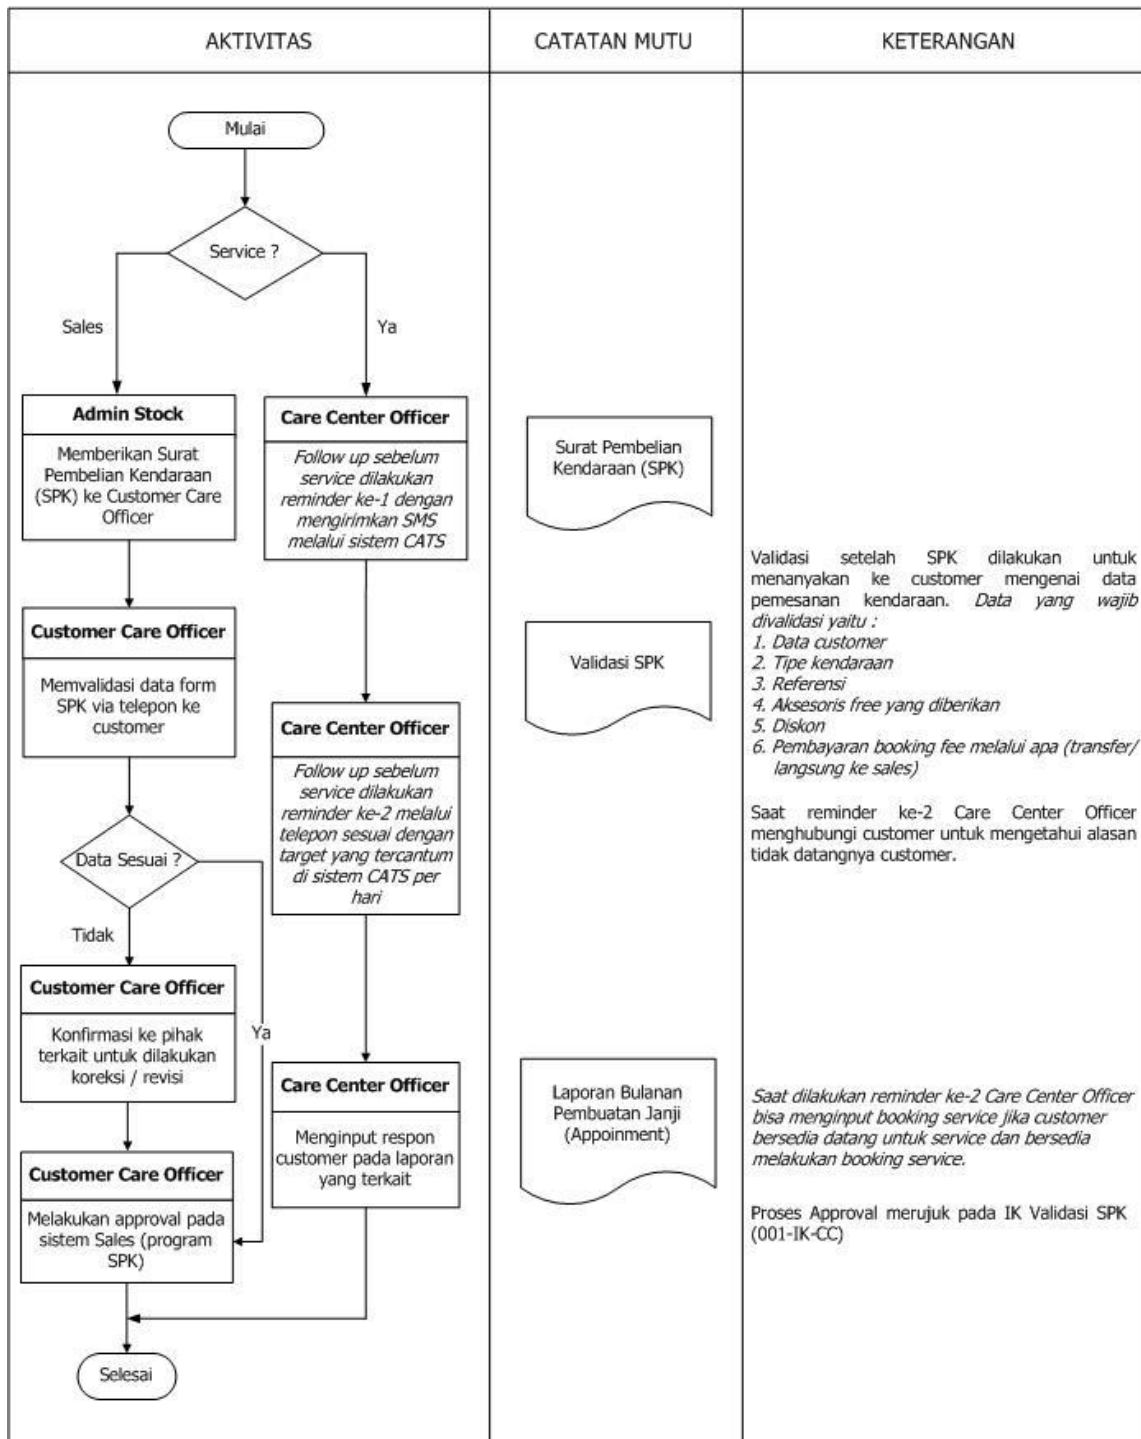 AKTIVITAS
CATATAN MUTU
KETERANGAN
Mulai
Service ?
Sales
Ya
Admin Stock
Memberikan Surat
Pembelian Kendaraan
(SPK) ke Customer Care
Officer
Care Center Officer
Follow up sebelum
service dilakukan
reminder ke-1 dengan
mengirimkan SMS
melalui sistem CATS
Surat Pembelian
Kendaraan (SPK)
Customer Care Officer
Memvalidasi data form
SPK via telepon ke
customer
Validasi SPK
Validasi setelah SPK dilakukan untuk
menanyakan ke customer mengenai data
pemesanan kendaraan. Data yang wajib
divalidasi yaitu :
1. Data customer
2. Tipe kendaraan
3. Referensi
4. Aksesoris free yang diberikan
5. Diskon
6. Pembayaran booking fee melalui apa (transfer/
langsung ke sales)
Care Center Officer
Follow up sebelum
service dilakukan
reminder ke-2 melalui
telepon sesuai dengan
target yang tercantum
di sistem CATS per
hari
Saat reminder ke-2 Care Center Officer
menghubungi customer untuk mengetahui alasan
tidak datangnya customer.
Data Sesuai ?
Tidak
Ya
Customer Care Officer
Konfirmasi ke pihak
terkait untuk dilakukan
koreksi / revisi
Care Center Officer
Menginput respon
customer pada laporan
yang terkait
Laporan Bulanan
Pembuatan Janji
(Appoinment)
Saat dilakukan reminder ke-2 Care Center Officer
bisa menginput booking service jika customer
bersedia datang untuk service dan bersedia
melakukan booking service.
Customer Care Officer
Melakukan approval pada
sistem Sales (program
SPK)
Proses Approval merujuk pada IK Validasi SPK
(001-IK-CC)
Selesai